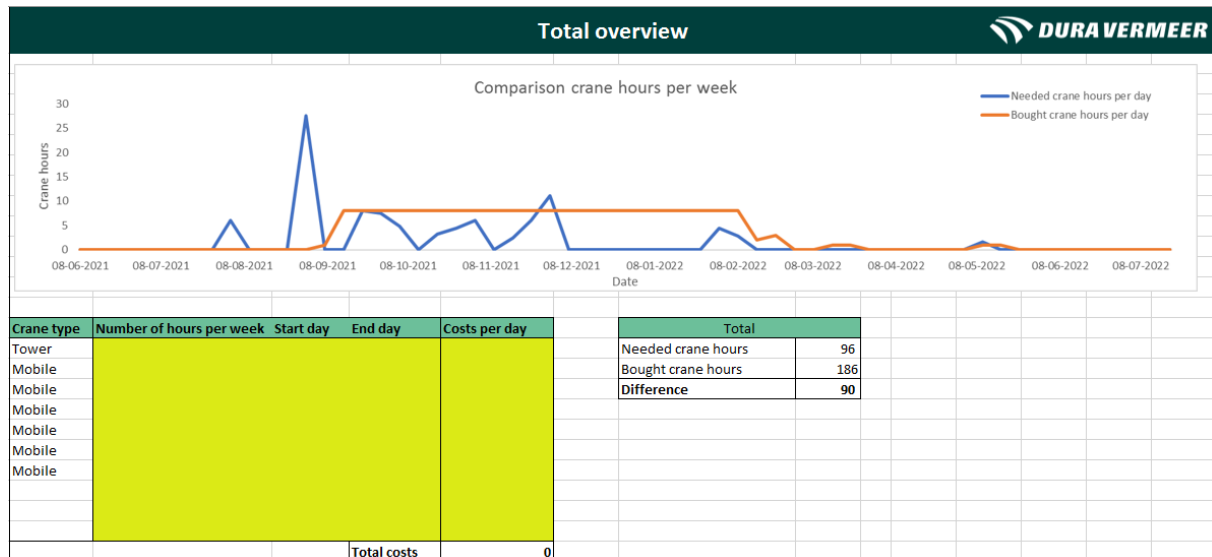 Total overview
DURA VERMEER
Comparison crane hours per week
Needed crane hours per day
Bought crane hours per day
Crane hours
30
25
20
15
10
5
0
08-06-2021 08-07-2021 08-08-2021 08-09-2021 08-10-2021 08-11-2021 08-12-2021 08-01-2022 08-02-2022 08-03-2022 08-04-2022 08-05-2022 08-06-2022 08-07-2022
Date
Crane type Number of hours per week Start day End day Costs per day
Tower
Mobile
Mobile
Mobile
Mobile
Mobile
Mobile
Total costs 0
Total
Needed crane hours 96
Bought crane hours 186
Difference 90